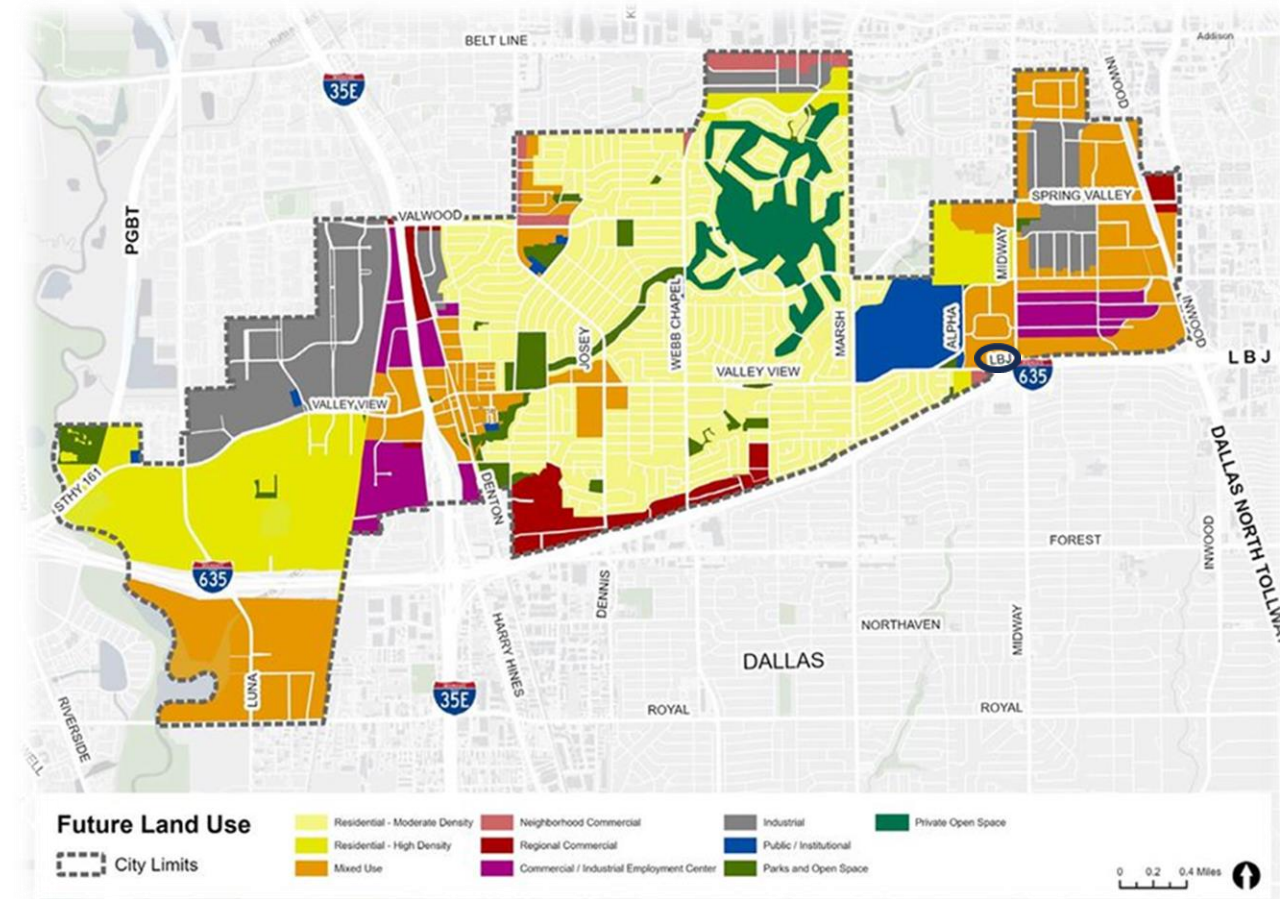 BELT LINE
Addison
INWOOD
35E
PGBT
VALWOOD
SPRING VALLEY
MIDWAY
INWOOD
WEBB CHAPEL
MARSH
ALPHA
JOSEY
LBJ
LBJ
635
VALLEY VIEW
VALLEY VIEW
DENTON
STHY 161
DALLAS NORTH TOLLWA
INWOOD
FOREST
635
DENNIS
NORTHAVEN
MIDWAY
HARRY HINES
DALLAS
LUNA
35E
RIVERSIDE
ROYAL
ROYAL
Future Land Use
City Limits
Residential - Moderate Density
Residential - High Density
Mixed Use
Neighborhood Commercial
Regional Commercial
Commercial / Industrial Employment Center
Industrial
Public / Institutional
Parks and Open Space
Private Open Space
0 0.2 0.4 Miles